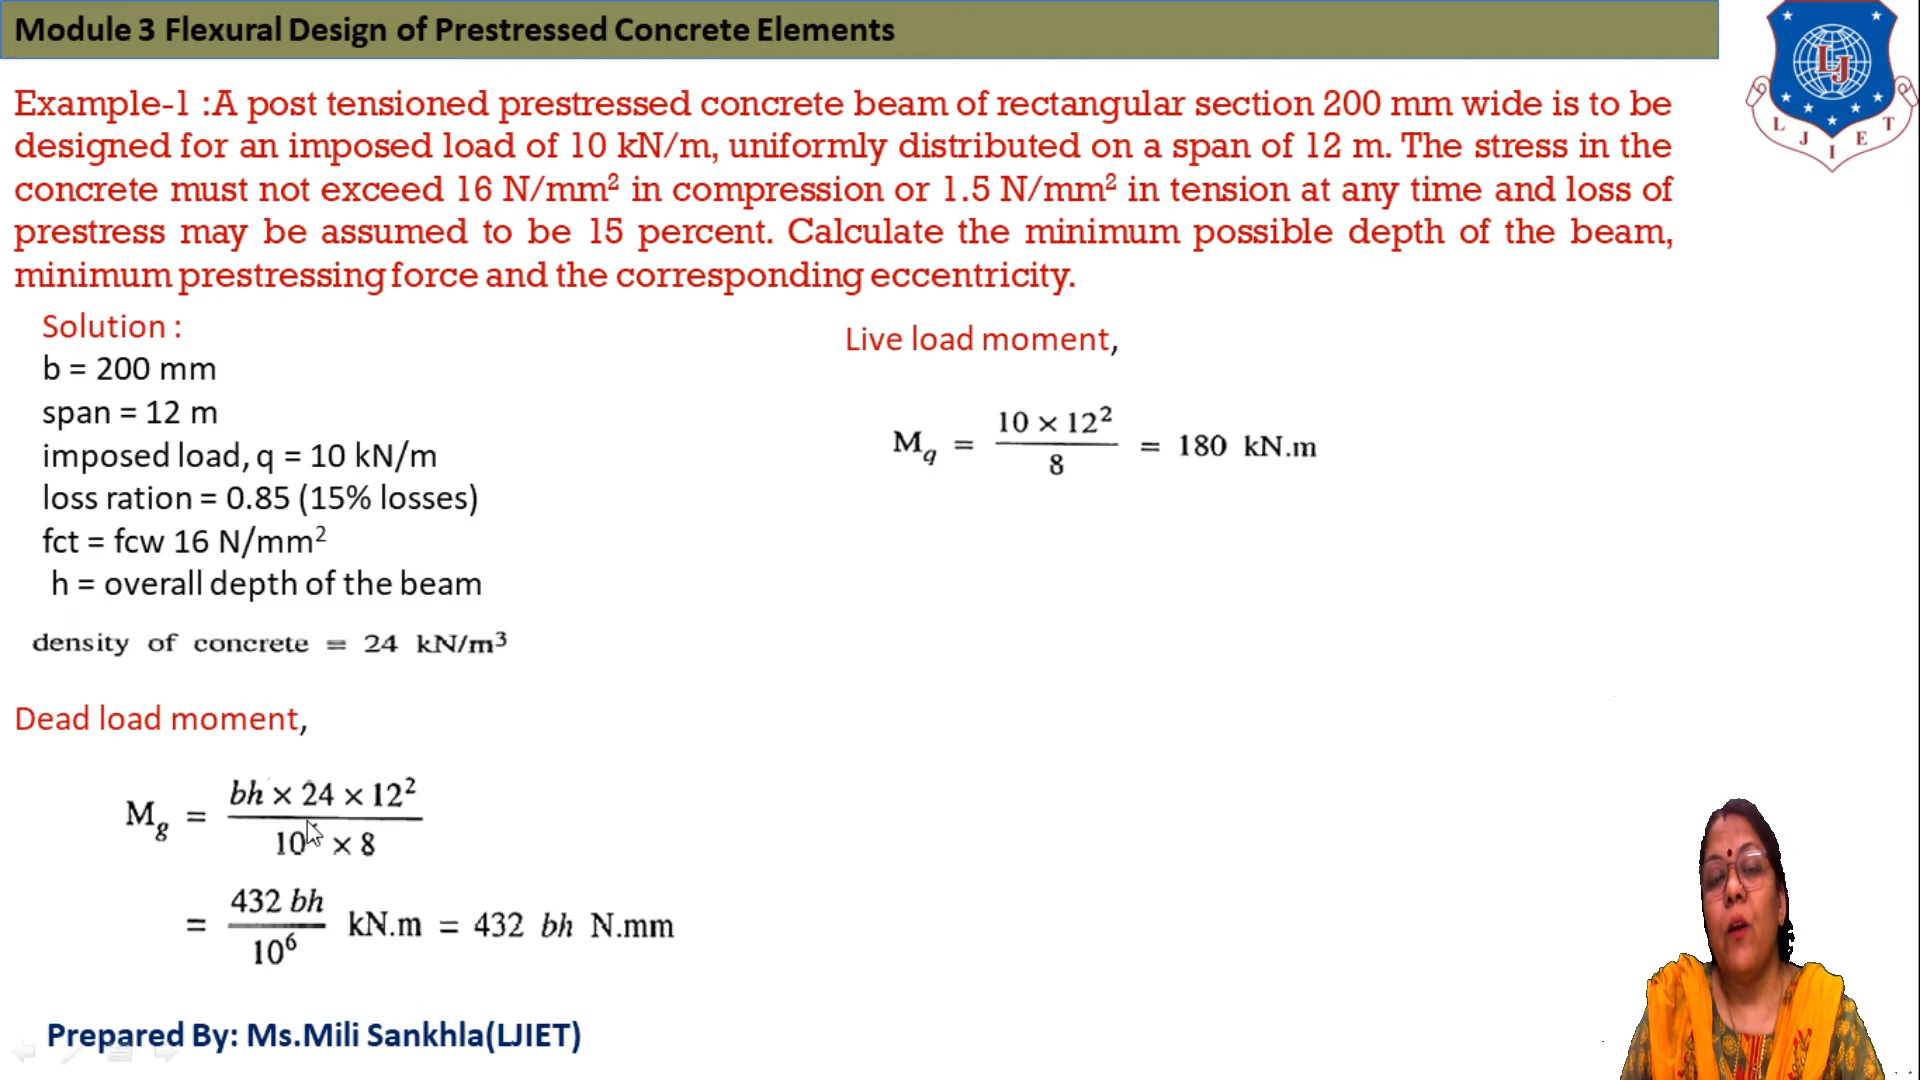 Module 3 Flexural Design of Prestressed Concrete Elements
L J I E T
LJ
Example-1 :A post tensioned prestressed concrete beam of rectangular section 200 mm wide is to be
designed for an imposed load of 10 kN/m, uniformly distributed on a span of 12 m. The stress in the
concrete must not exceed 16 N/mm² in compression or 1.5 N/mm² in tension at any time and loss of
prestress may be assumed to be 15 percent. Calculate the minimum possible depth of the beam,
minimum prestressing force and the corresponding eccentricity.
Solution :
b = 200 mm
span = 12 m
imposed load, q = 10 kN/m
loss ration = 0.85 (15% losses)
fct = fcw 16 N/mm²
h = overall depth of the beam
density of concrete = 24 kN/m³
Dead load moment,
M_g = bh × 24 × 12² / 10 × 8
= 432 bh / 10⁶ kN.m = 432 bh N.mm
Live load moment,
M_q = 10 × 12² / 8 = 180 kN.m
Prepared By: Ms.Mili Sankhla(LJIET)